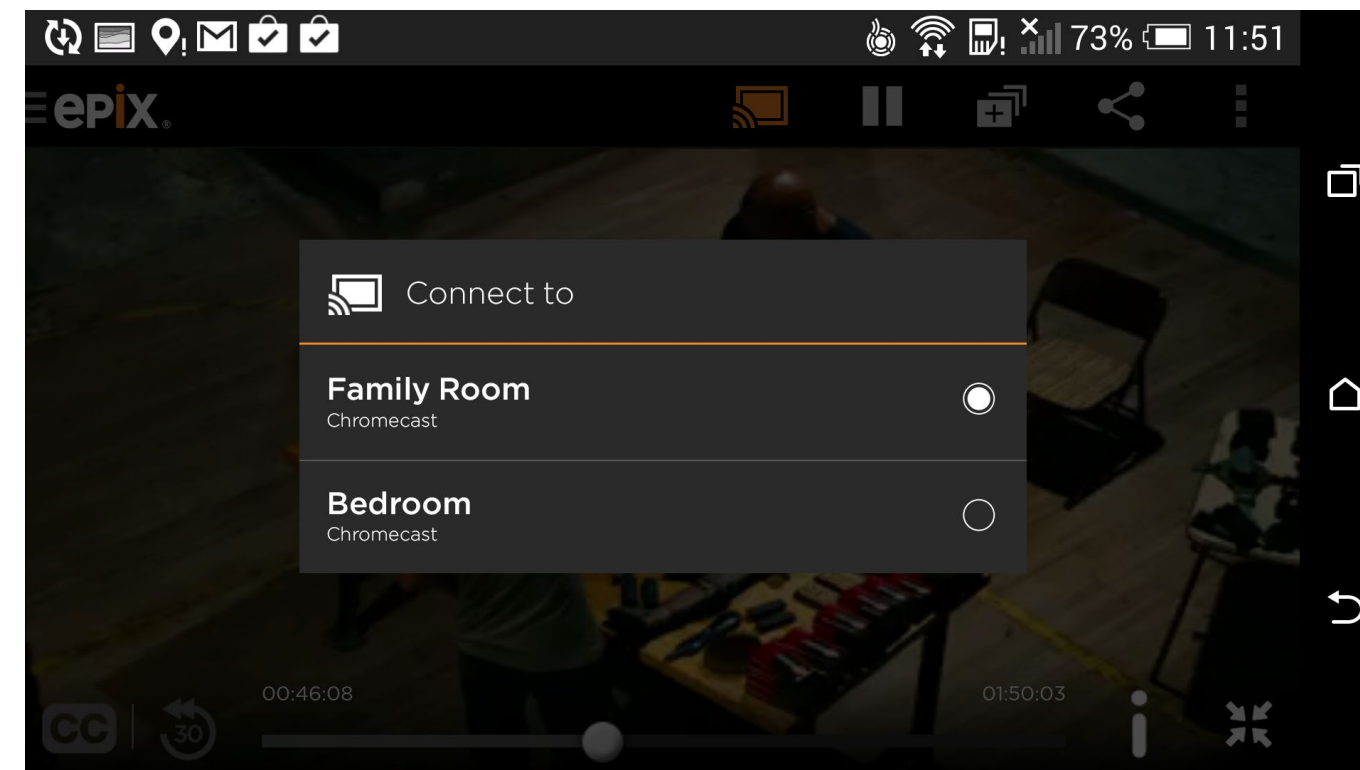 73% 11:51
epix®
Connect to
Family Room
Chromecast
Bedroom
Chromecast
00:46:08 01:50:03
CC 30